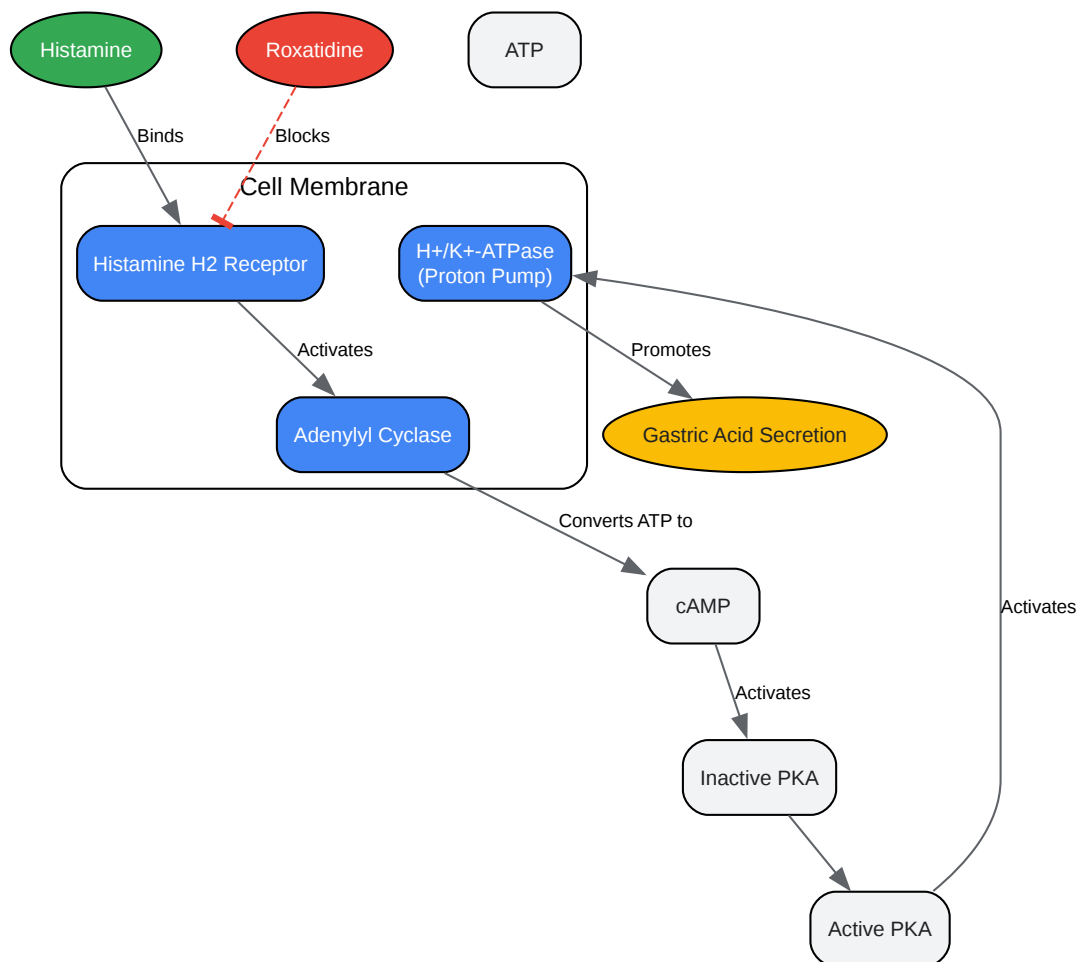 Histamine
Roxatidine
ATP
Binds
Blocks
Cell Membrane
Histamine H2 Receptor
H+/K+-ATPase
(Proton Pump)
Activates
Promotes
Adenylyl Cyclase
Gastric Acid Secretion
Converts ATP to
cAMP
Activates
Activates
Inactive PKA
Active PKA